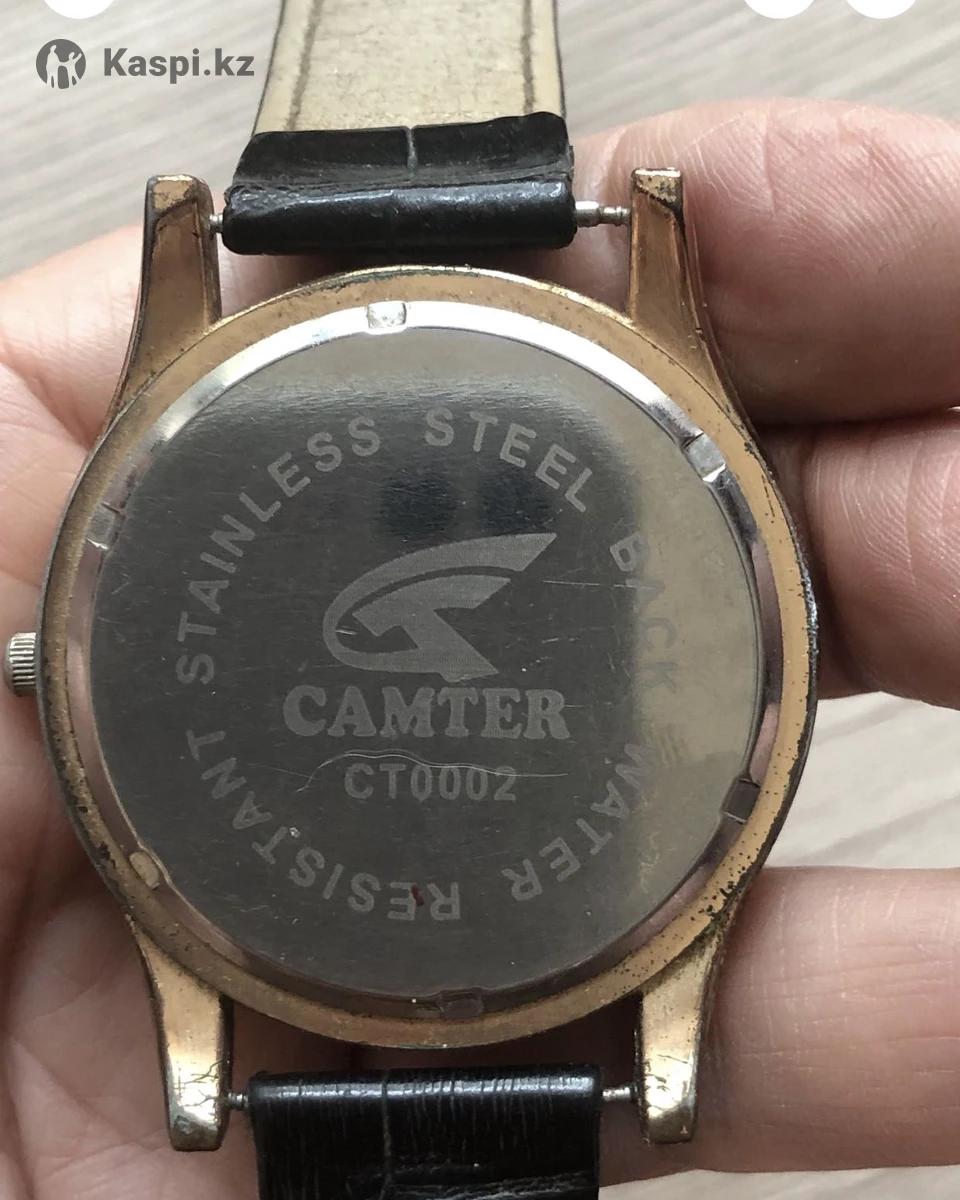 Kaspi.kz
STAINLESS STEEL BACK WATER RESISTANT
CAMTER
CT0002